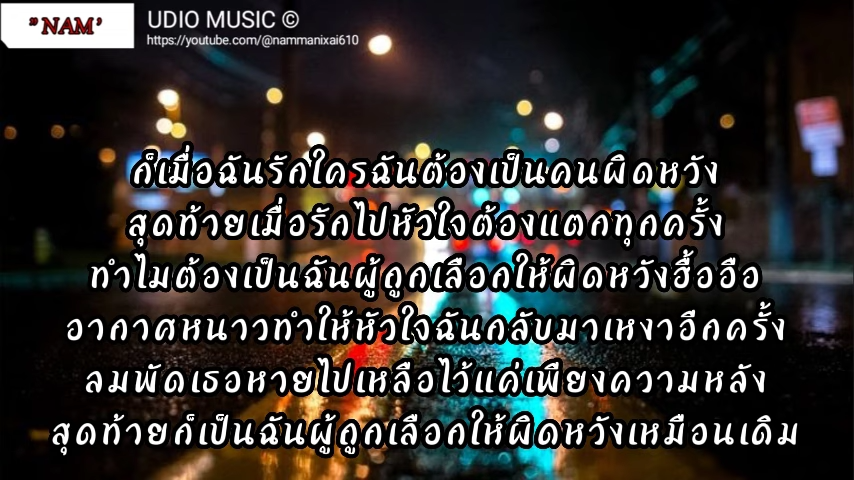 "NAM'
UDIO MUSIC ©
https://youtube.com/@nammanixai610
ก็เมื่อฉันรักใครฉันต้องเป็นคนผิดหวัง
สุดท้ายเมื่อรักไปหัวใจต้องแตกทุกครั้ง
ทำไมต้องเป็นฉันผู้ถูกเลือกให้ผิดหวังฮื้ออือ
อากาศหนาวทำให้หัวใจฉันกลับมาเหงาอีกครั้ง
ลมพัดเธอหายไปเหลือไว้แค่เพียงความหลัง
สุดท้ายก็เป็นฉันผู้ถูกเลือกให้ผิดหวังเหมือนเดิม